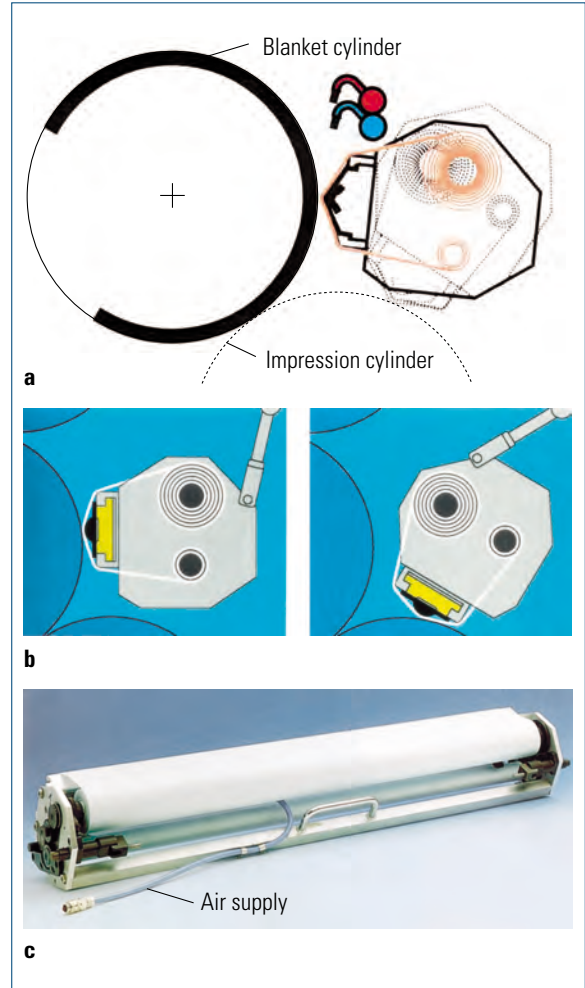 Blanket cylinder
Impression cylinder
a
b
Air supply
c